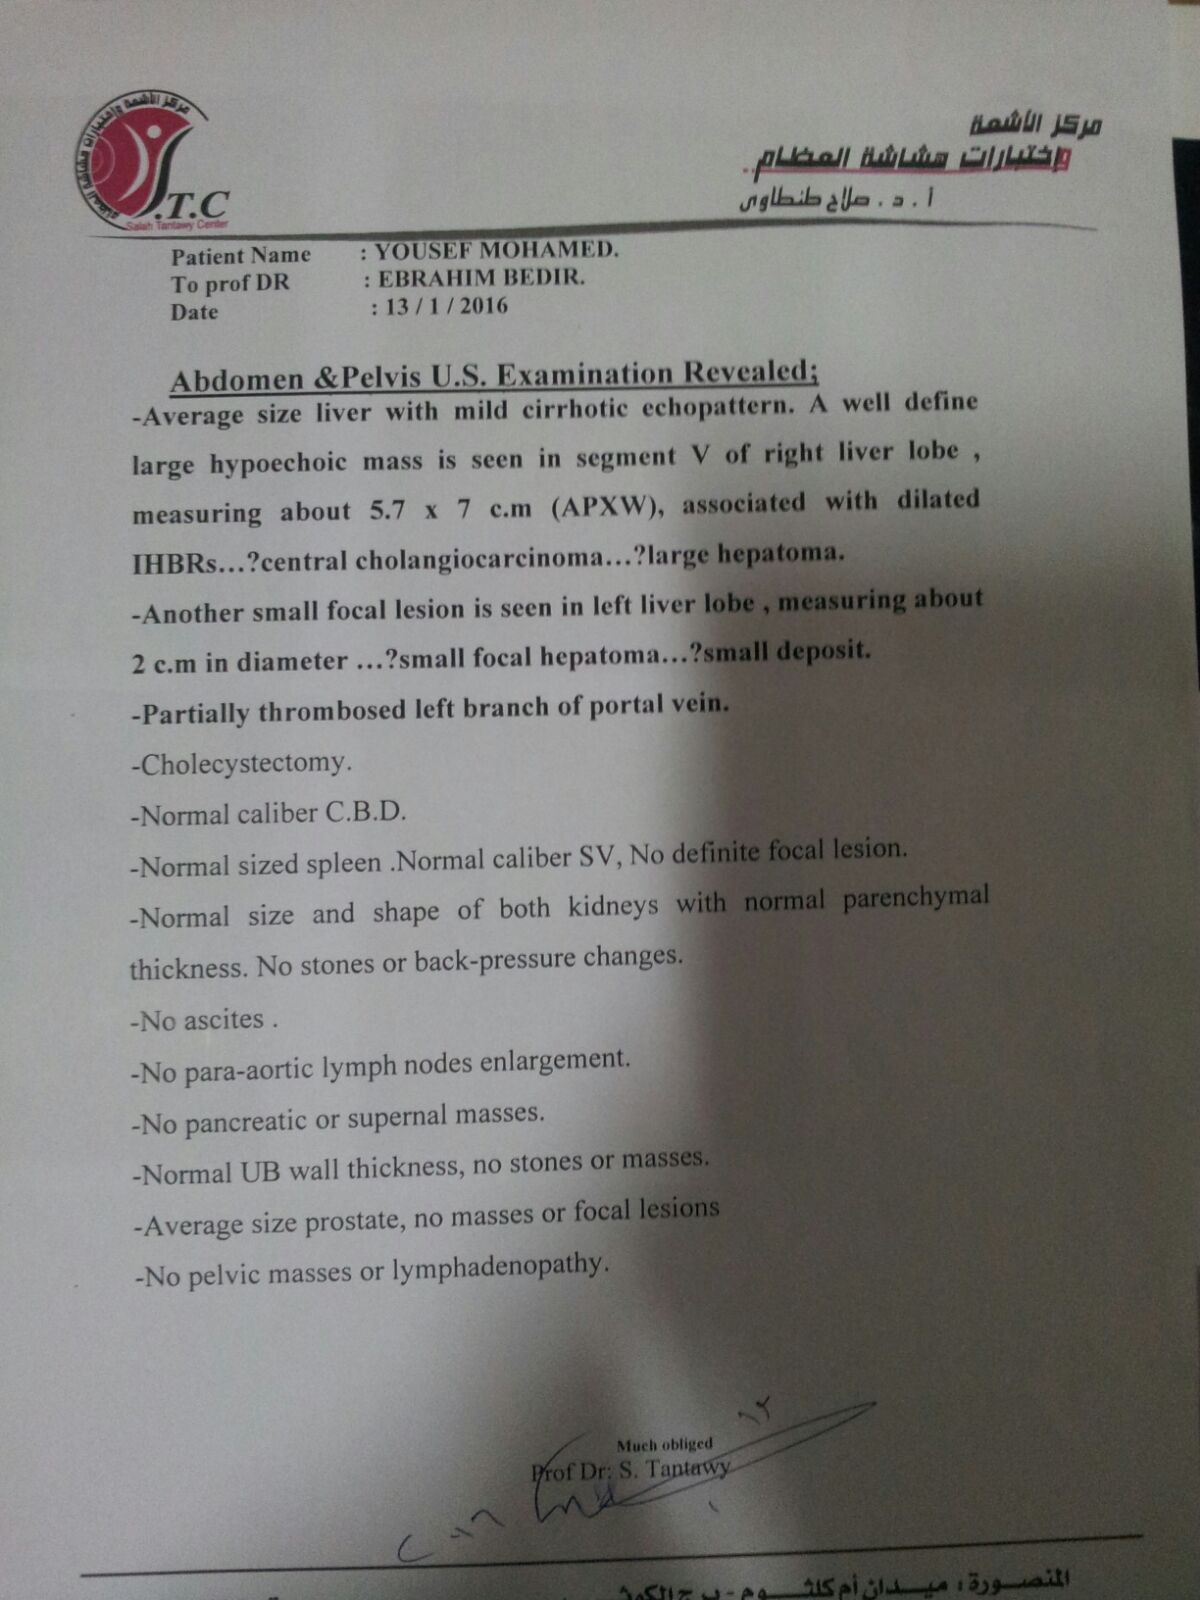 مركز الأشعة وإختبارات هشاشة العظام
S.T.C
Salah Tantawy Center
مركز الأشعة
وإختبارات هشاشة العظام..
أ . د . صلاح طنطاوى
Patient Name : YOUSEF MOHAMED.
To prof DR : EBRAHIM BEDIR.
Date : 13 / 1 / 2016
Abdomen &Pelvis U.S. Examination Revealed;
-Average size liver with mild cirrhotic echopattern. A well define
large hypoechoic mass is seen in segment V of right liver lobe ,
measuring about 5.7 x 7 c.m (APXW), associated with dilated
IHBRs...?central cholangiocarcinoma...?large hepatoma.
-Another small focal lesion is seen in left liver lobe , measuring about
2 c.m in diameter ...?small focal hepatoma...?small deposit.
-Partially thrombosed left branch of portal vein.
-Cholecystectomy.
-Normal caliber C.B.D.
-Normal sized spleen .Normal caliber SV, No definite focal lesion.
-Normal size and shape of both kidneys with normal parenchymal
thickness. No stones or back-pressure changes.
-No ascites .
-No para-aortic lymph nodes enlargement.
-No pancreatic or supernal masses.
-Normal UB wall thickness, no stones or masses.
-Average size prostate, no masses or focal lesions
-No pelvic masses or lymphadenopathy.
Much obliged
Prof Dr: S. Tantawy
المنصورة : ميدان أم كلثوم - برج